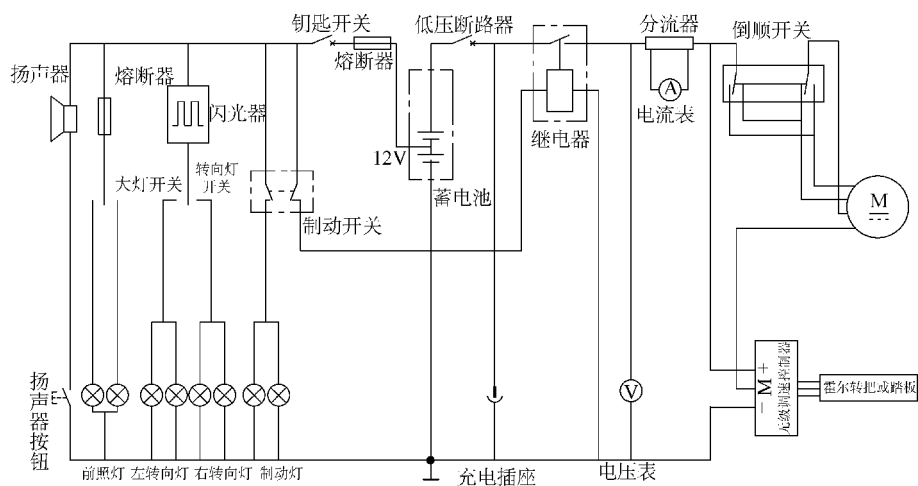 钥匙开关
低压断路器
分流器
倒顺开关
扬声器
熔断器
熔断器
闪光器
A
电流表
继电器
12V
大灯开关
转向灯
开关
蓄电池
制动开关
M
扬声器按钮
V
+
M
−
无级调速控制器
霍尔转把或踏板
前照灯
左转向灯
右转向灯
制动灯
充电插座
电压表